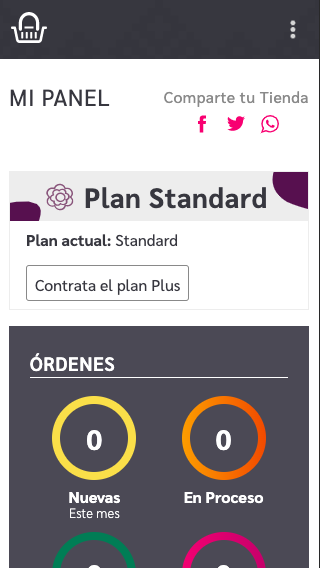 MI PANEL
Comparte tu Tienda
Plan Standard
Plan actual: Standard
Contrata el plan Plus
ÓRDENES
0
0
Nuevas
En Proceso
Este mes